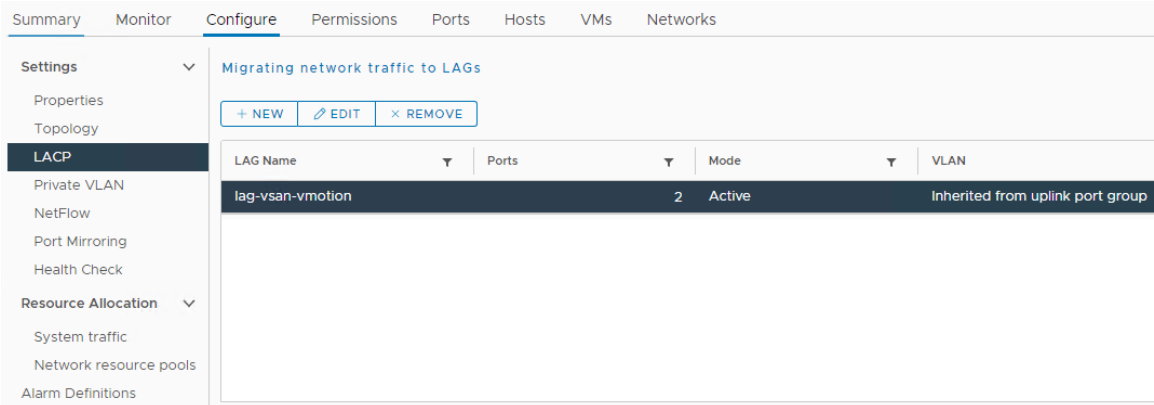 Summary Monitor Configure Permissions Ports Hosts VMs Networks
Settings
Properties
Topology
LACP
Private VLAN
NetFlow
Port Mirroring
Health Check
Resource Allocation
System traffic
Network resource pools
Alarm Definitions
Migrating network traffic to LAGs
+ NEW EDIT × REMOVE
LAG Name Ports Mode VLAN
lag-vsan-vmotion 2 Active Inherited from uplink port group